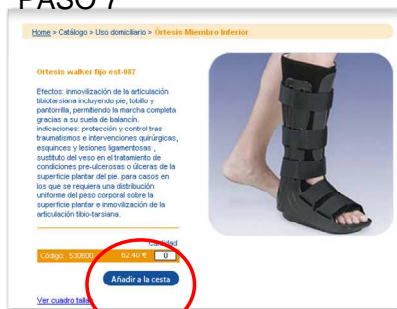 PASO 7
Home > Catálogo > Uso domiciliario > Órtesis Miembro Inferior
Ortesis walker fijo est-087
Efectos: inmovilización de la articulación
tibiotarsiana incluyendo pie, tobillo y
pantorrilla, permitiendo la marcha completa
gracias a su suela de balancín.
indicaciones: protección y control tras
traumatismos e intervenciones quirúrgicas,
esquinces y lesiones ligamentosas ,
sustituto del yeso en el tratamiento de
condiciones pre-ulcerosas o úlceras de la
superficie plantar del pie. para casos en
los que se requiera una distribución
uniforme del peso corporal sobre la
superficie plantar e inmovilización de la
articulación tibio-tarsiana.
Cantidad
Código: 530600 62.40 € 0
Añadir a la cesta
Ver cuadro tallas